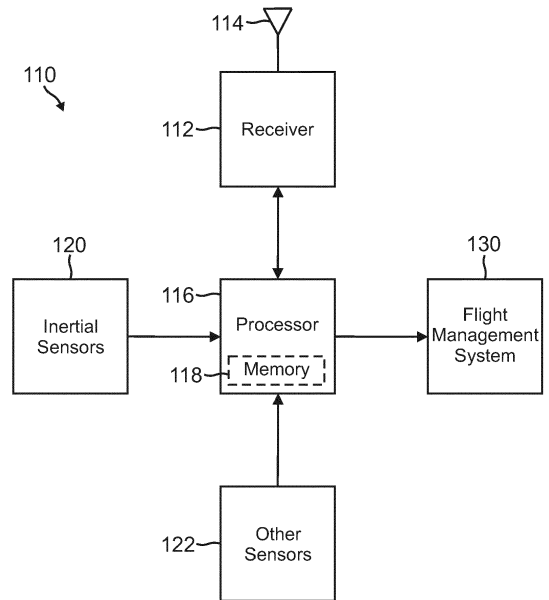 114
110
112
Receiver
120
130
116
Inertial
Sensors
Processor
Flight
Management
System
118
Memory
122
Other
Sensors